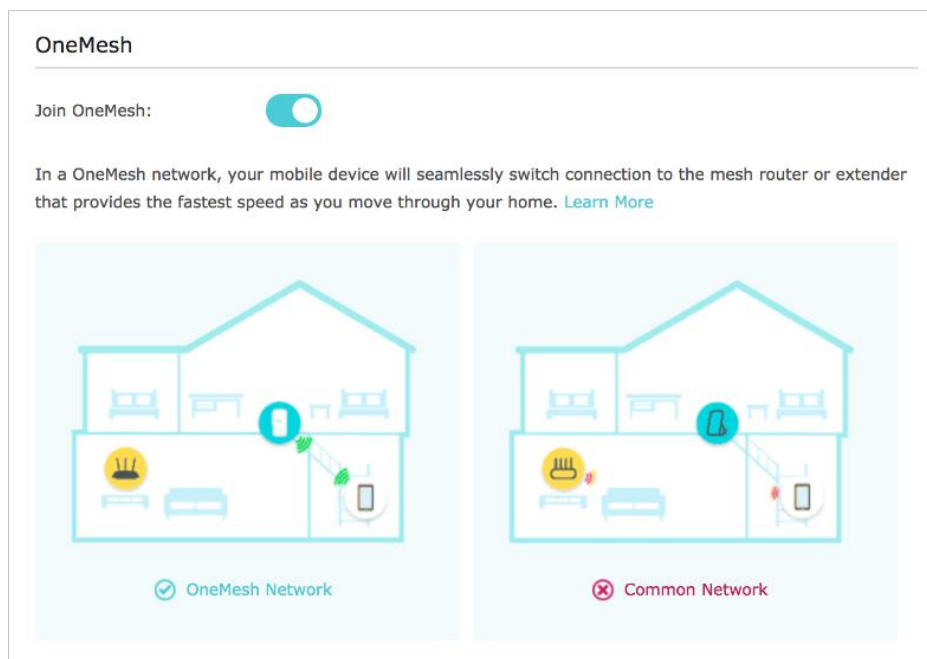 OneMesh
Join OneMesh:
In a OneMesh network, your mobile device will seamlessly switch connection to the mesh router or extender
that provides the fastest speed as you move through your home. Learn More
OneMesh Network
Common Network